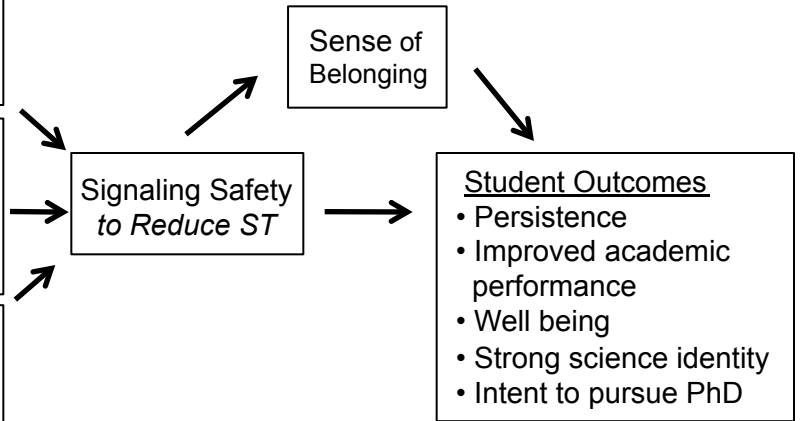 Sense of
Belonging
Signaling Safety
to Reduce ST
Student Outcomes
• Persistence
• Improved academic
performance
• Well being
• Strong science identity
• Intent to pursue PhD